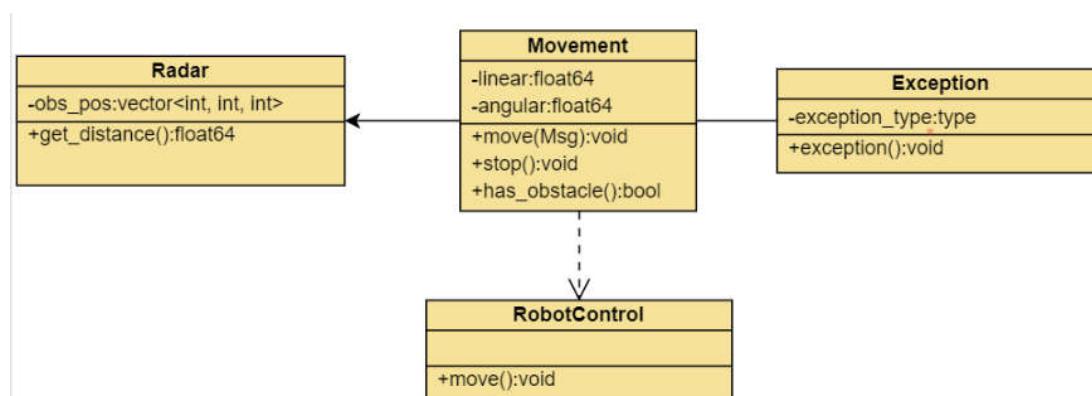 Radar
-obs_pos:vector<int, int, int>
+get_distance():float64
Movement
-linear:float64
-angular:float64
+move(Msg):void
+stop():void
+has_obstacle():bool
Exception
-exception_type:type
+exception():void
RobotControl
+move():void